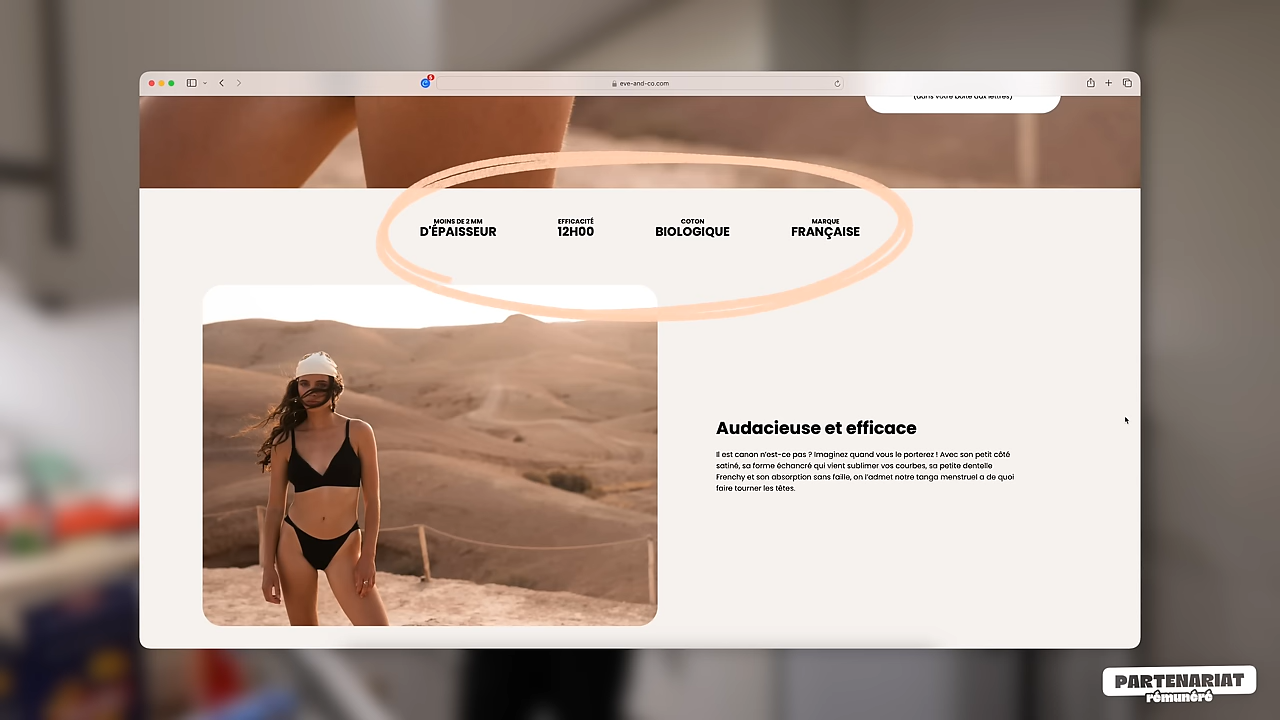 eve-and-co.com
(dans votre boîte aux lettres)
MOINS DE 2 MM
D'ÉPAISSEUR
EFFICACITÉ
12H00
COTON
BIOLOGIQUE
MARQUE
FRANÇAISE
Audacieuse et efficace
Il est canon n'est-ce pas ? Imaginez quand vous le porterez ! Avec son petit côté
satiné, sa forme échancré qui vient sublimer vos courbes, sa petite dentelle
Frenchy et son absorption sans faille, on l'admet notre tanga menstruel a de quoi
faire tourner les têtes.
PARTENARIAT
rémunéré